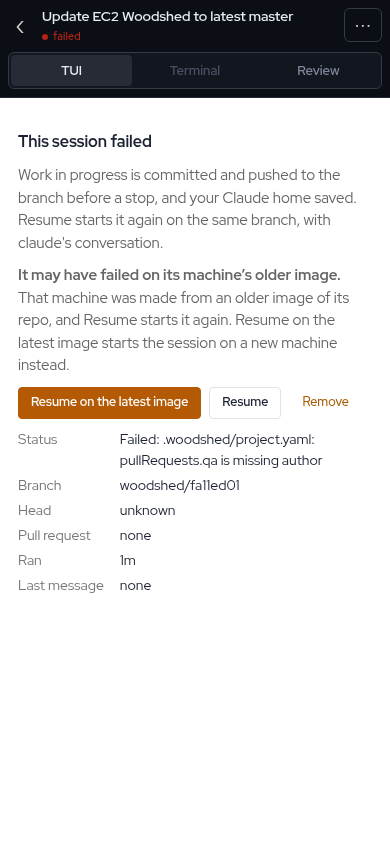 Update EC2 Woodshed to latest master
failed
...
TUI
Terminal
Review
This session failed
Work in progress is committed and pushed to the
branch before a stop, and your Claude home saved.
Resume starts it again on the same branch, with
claude's conversation.
It may have failed on its machine’s older image.
That machine was made from an older image of its
repo, and Resume starts it again. Resume on the
latest image starts the session on a new machine
instead.
Resume on the latest image
Resume
Remove
Status Failed: .woodshed/project.yaml:
pullRequests.qa is missing author
Branch woodshed/fa11ed01
Head unknown
Pull request none
Ran 1m
Last message none